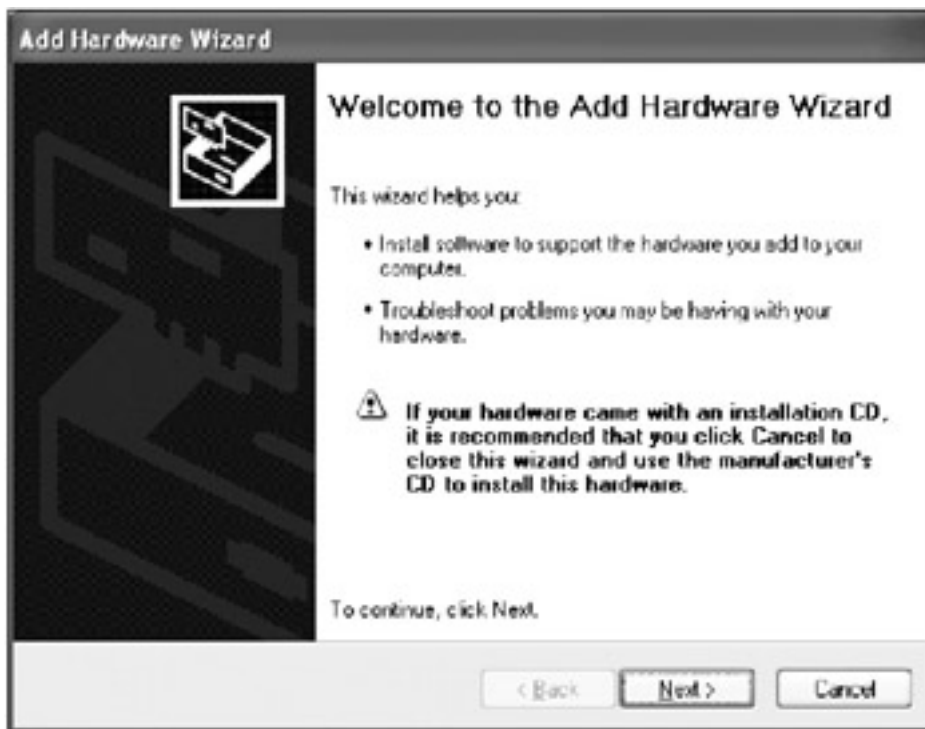 Add Hardware Wizard
Welcome to the Add Hardware Wizard
This wizard helps you:
• Install software to support the hardware you add to your
computer.
• Troubleshoot problems you may be having with your
hardware.
If your hardware came with an installation CD,
it is recommended that you click Cancel to
close this wizard and use the manufacturer's
CD to install this hardware.
To continue, click Next.
< Back
Next >
Cancel